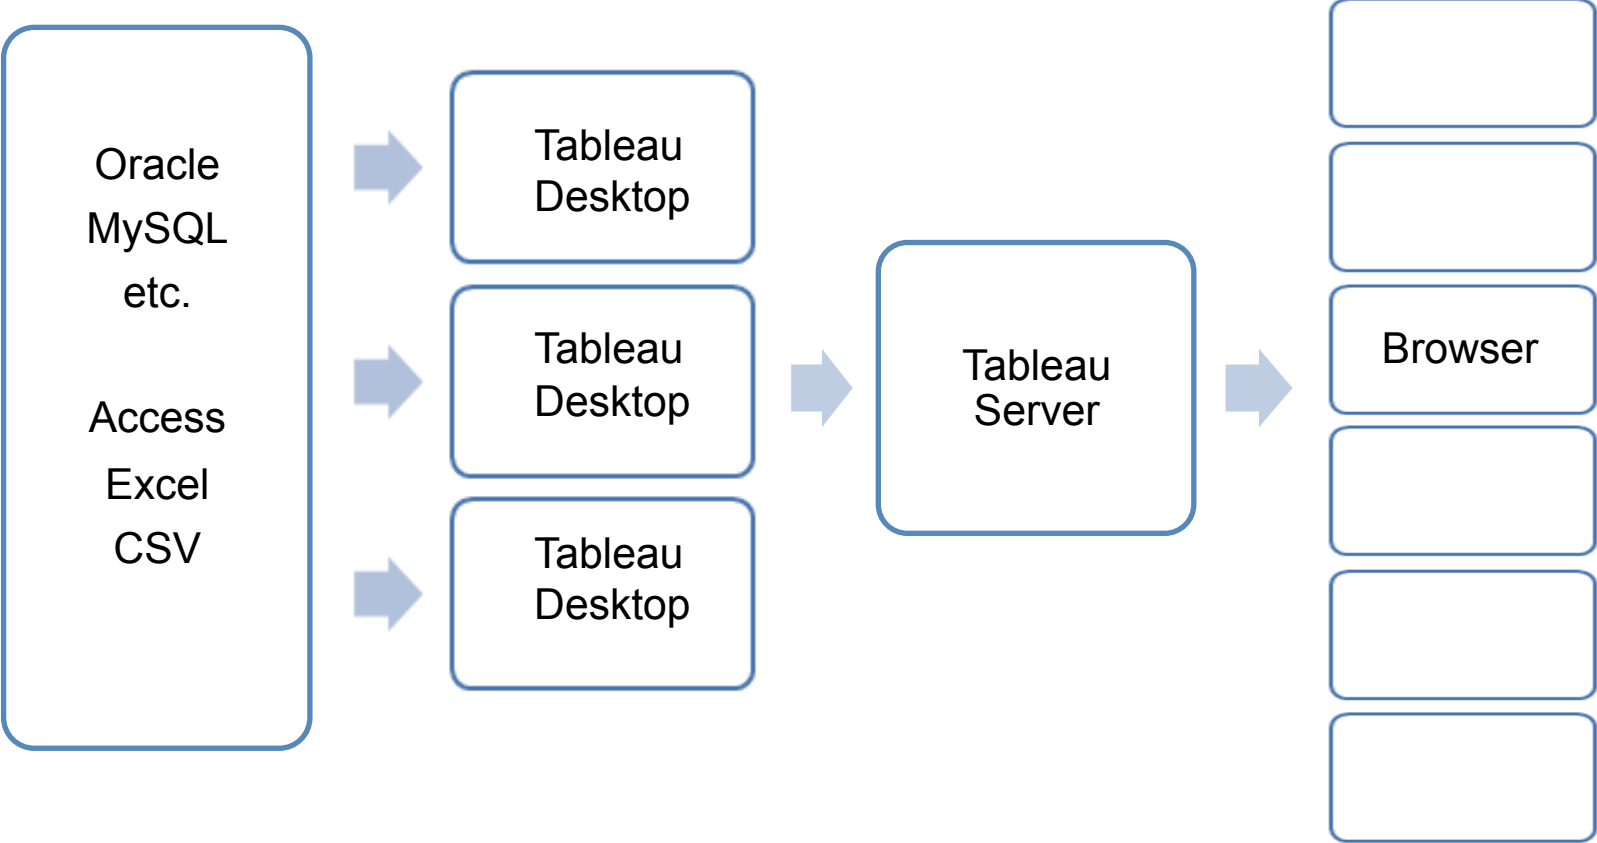 Oracle
MySQL
etc.
Access
Excel
CSV
Tableau
Desktop
Tableau
Desktop
Tableau
Desktop
Tableau
Server
Browser